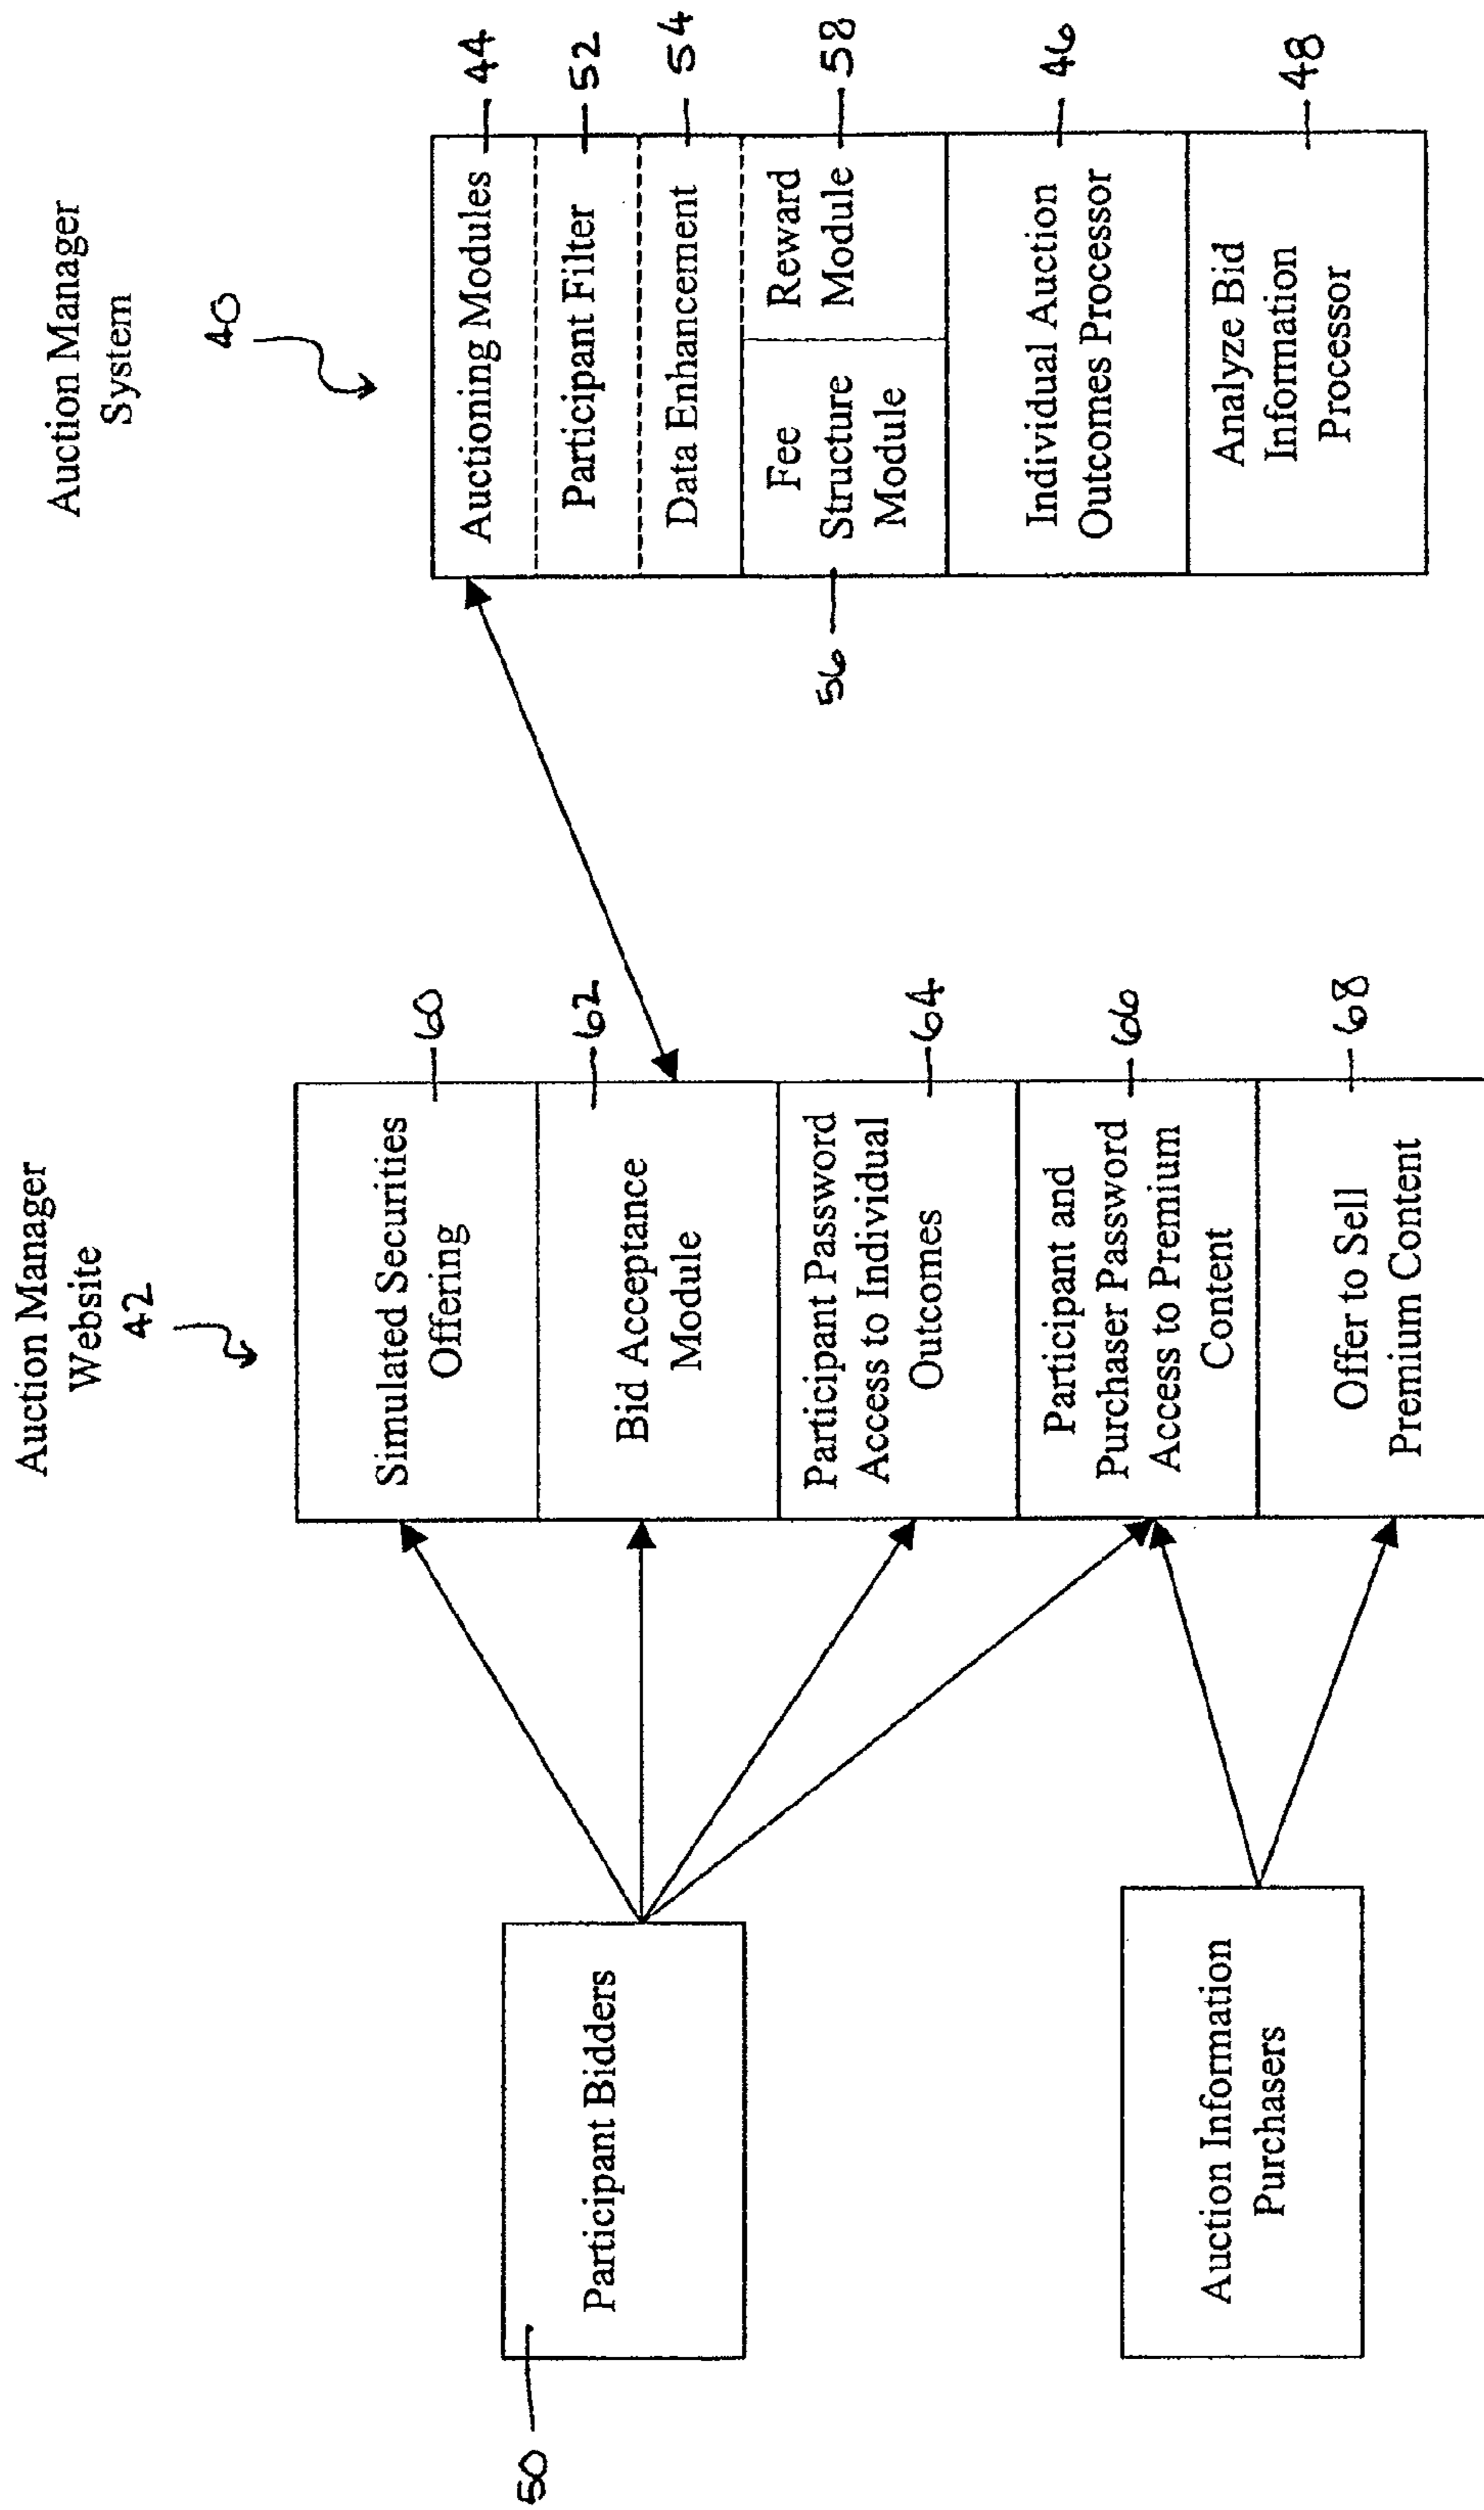 Auction Manager
Website
42
Auction Manager
System
40
50
Participant Bidders
Auction Information
Purchasers
Simulated Securities
Offering
60
Bid Acceptance
Module
62
Participant Password
Access to Individual
Outcomes
64
Participant and
Purchaser Password
Access to Premium
Content
66
Offer to Sell
Premium Content
68
Auctioning Modules
44
Participant Filter
52
Data Enhancement
54
56
Fee
Structure
Module
Reward
Module
58
Individual Auction
Outcomes Processor
46
Analyze Bid
Information
Processor
48